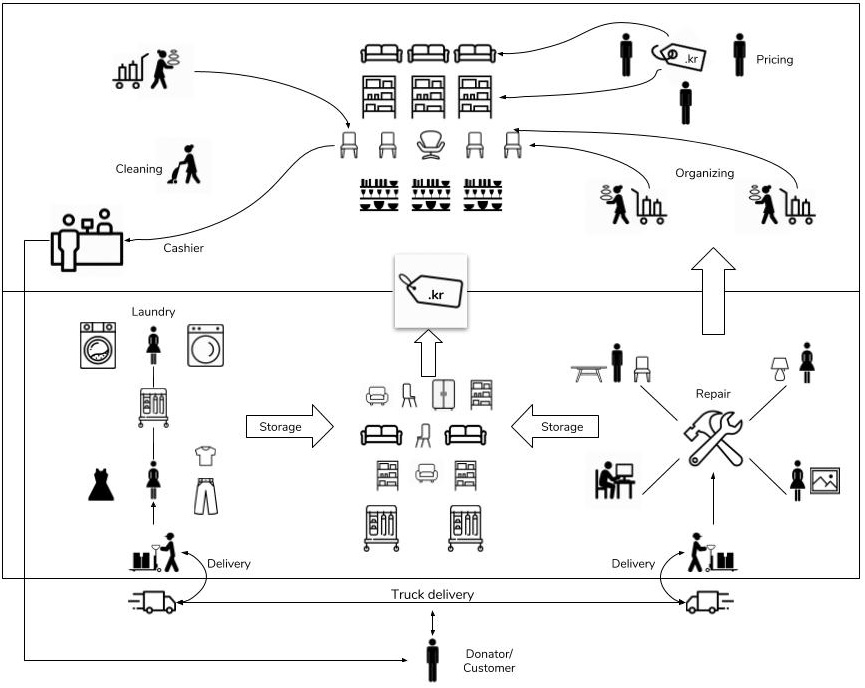 .kr
Pricing
Cleaning
Organizing
Cashier
.kr
Laundry
Repair
Storage
Storage
Delivery
Delivery
Truck delivery
Donator/
Customer